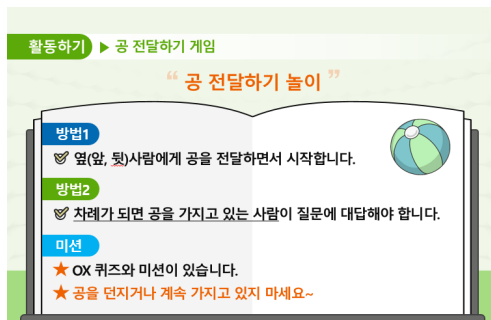 활동하기 ▶ 공 전달하기 게임
“ 공 전달하기 놀이 ”
방법1
옆(앞, 뒷)사람에게 공을 전달하면서 시작합니다.
방법2
차례가 되면 공을 가지고 있는 사람이 질문에 대답해야 합니다.
미션
★ OX 퀴즈와 미션이 있습니다.
★ 공을 던지거나 계속 가지고 있지 마세요~